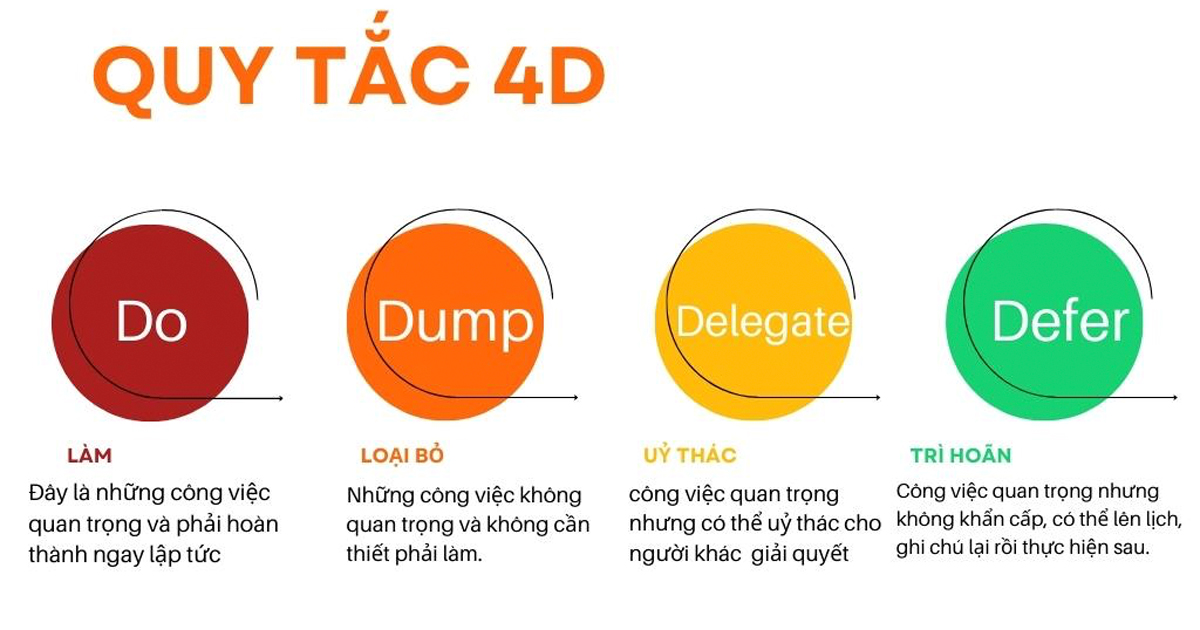 QUY TẮC 4D
Do
LÀM
Đây là những công việc
quan trọng và phải hoàn
thành ngay lập tức
Dump
LOẠI BỎ
Những công việc không
quan trọng và không cần
thiết phải làm.
Delegate
UỶ THÁC
công việc quan trọng
nhưng có thể uỷ thác cho
người khác giải quyết
Defer
TRÌ HOÃN
Công việc quan trọng nhưng
không khẩn cấp, có thể lên lịch,
ghi chú lại rồi thực hiện sau.